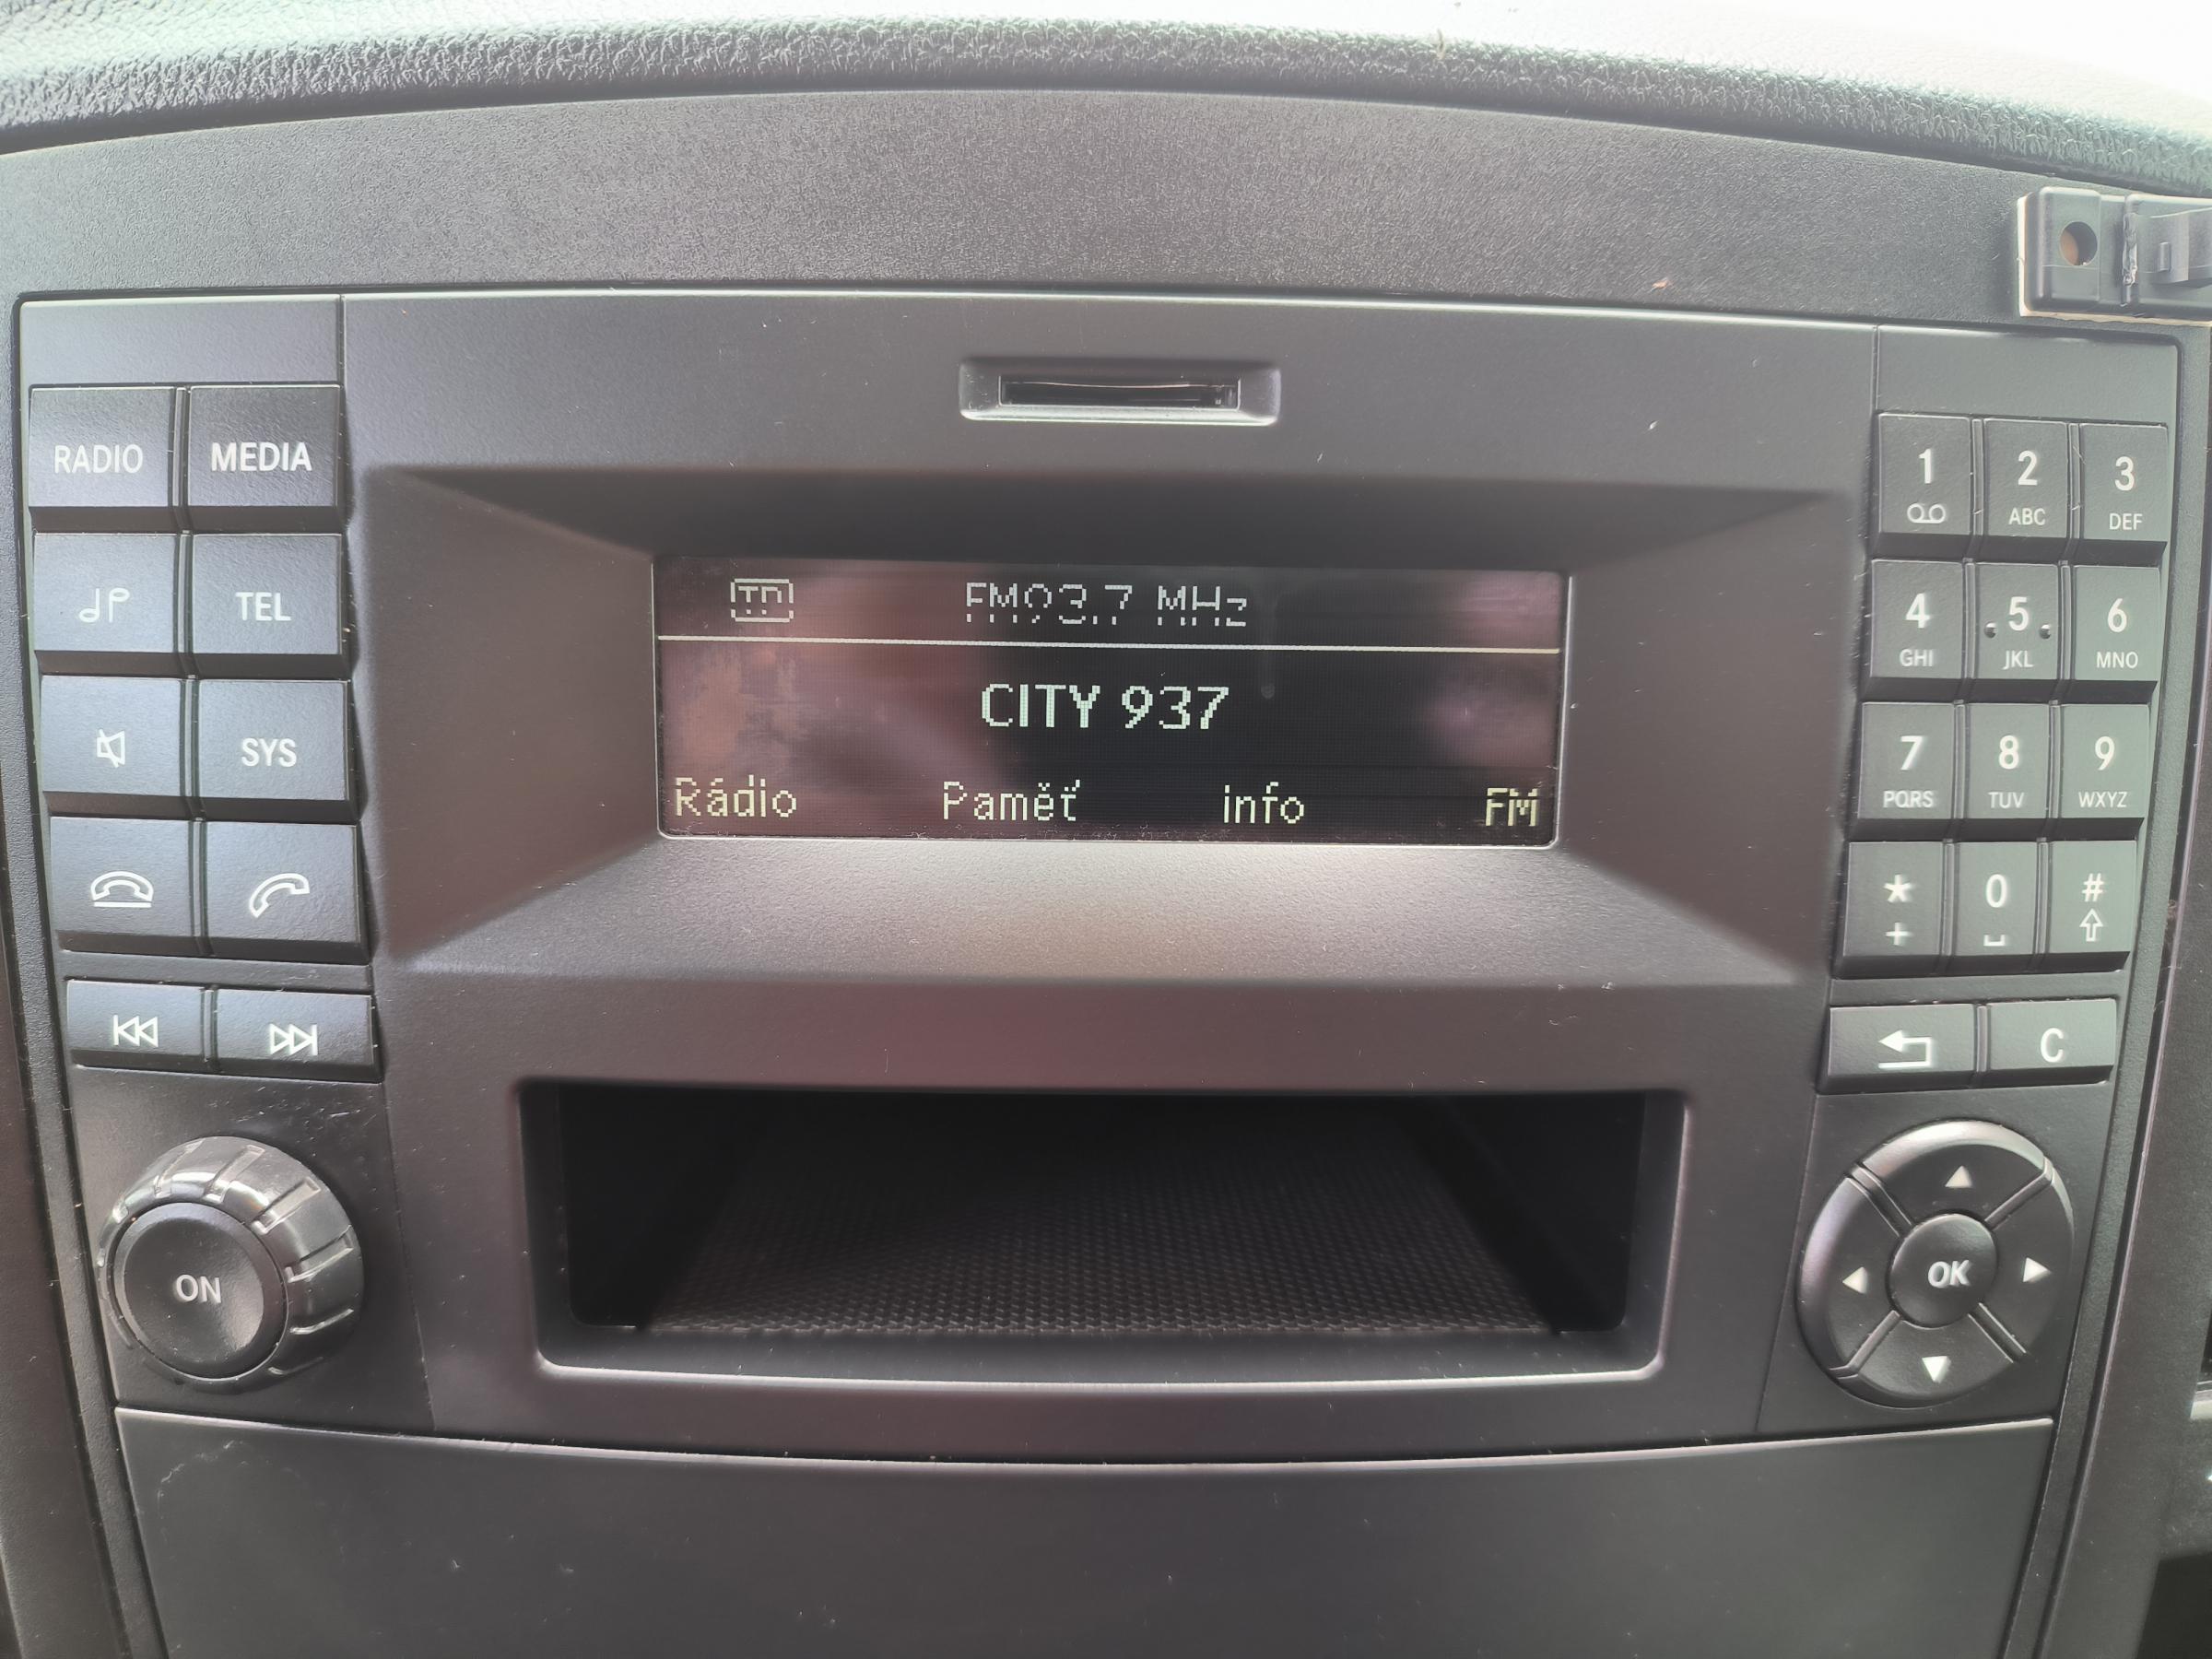 RADIO MEDIA
TEL
SYS
ON
FM93.7 MHz
CITY 937
Rádio Paměť info FM
1 2 ABC 3 DEF
4 GHI 5 JKL 6 MNO
7 PQRS 8 TUV 9 WXYZ
* + 0 #
C
OK